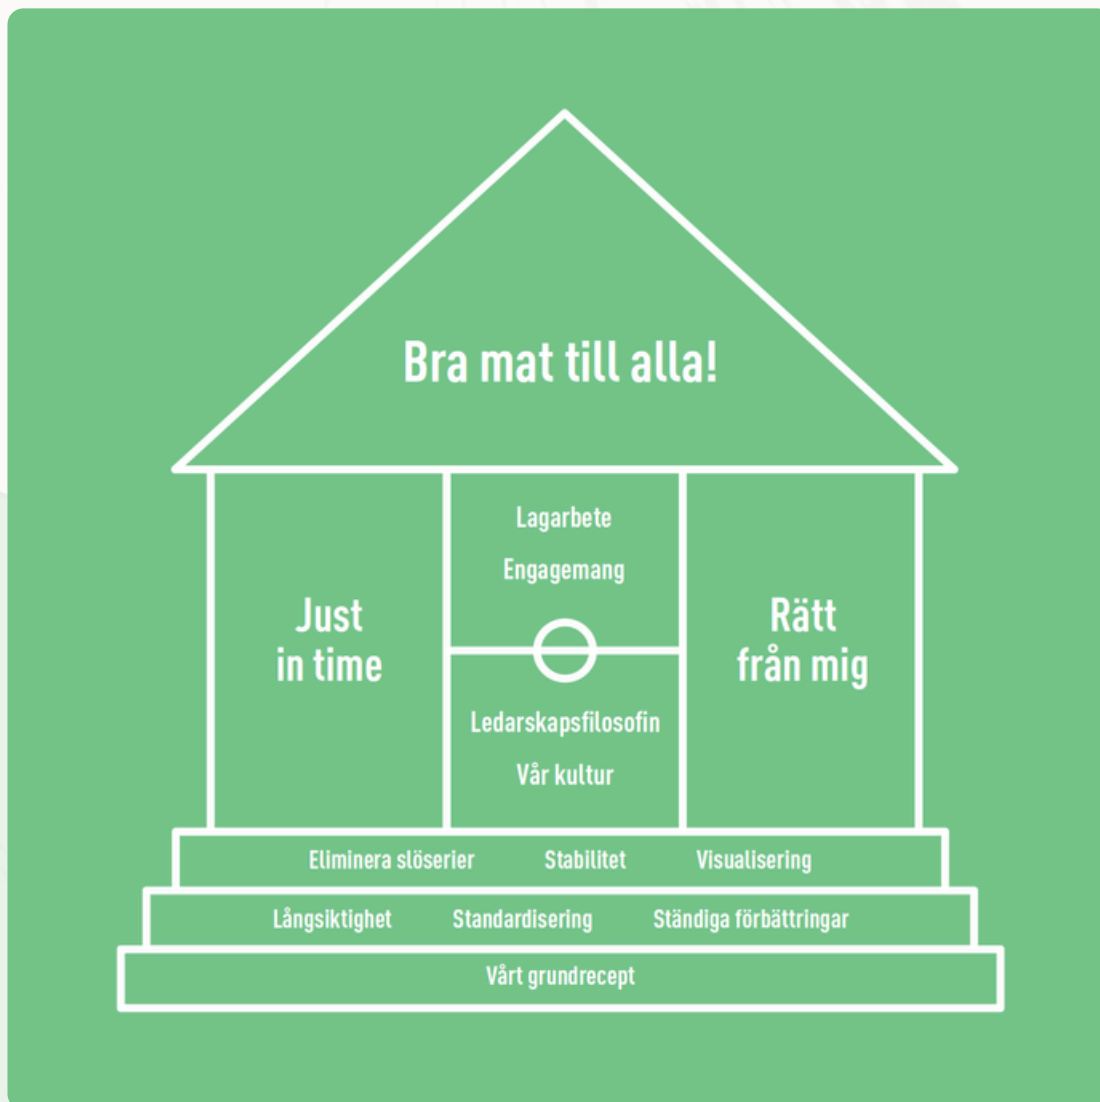 Bra mat till alla!
Just
in time
Lagarbete
Engagemang
Ledarskapsfilosofin
Vår kultur
Rätt
från mig
Eliminera slöserier Stabilitet Visualisering
Långsiktighet Standardisering Ständiga förbättringar
Vårt grundrecept